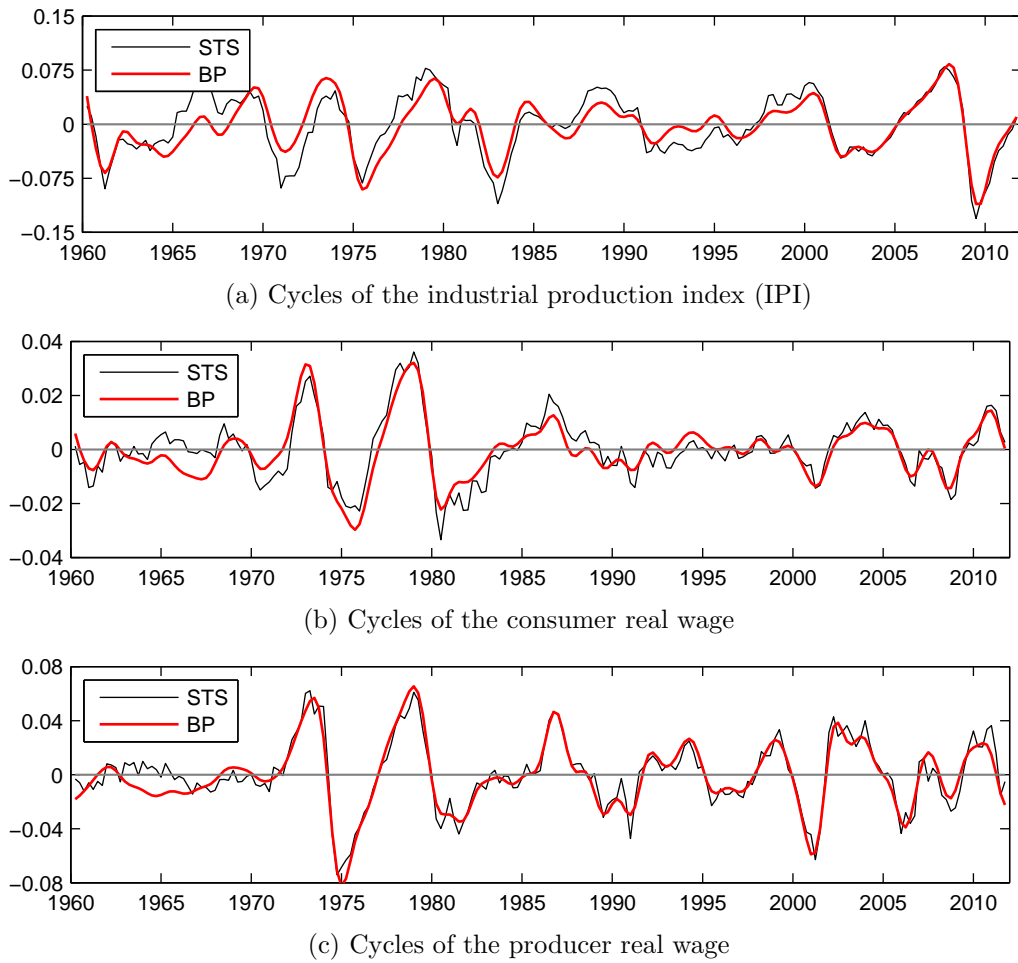 0.15
0.075
0
−0.075
−0.15
STS
BP
1960 1965 1970 1975 1980 1985 1990 1995 2000 2005 2010
(a) Cycles of the industrial production index (IPI)
0.04
0.02
0
−0.02
−0.04
STS
BP
1960 1965 1970 1975 1980 1985 1990 1995 2000 2005 2010
(b) Cycles of the consumer real wage
0.08
0.04
0
−0.04
−0.08
STS
BP
1960 1965 1970 1975 1980 1985 1990 1995 2000 2005 2010
(c) Cycles of the producer real wage